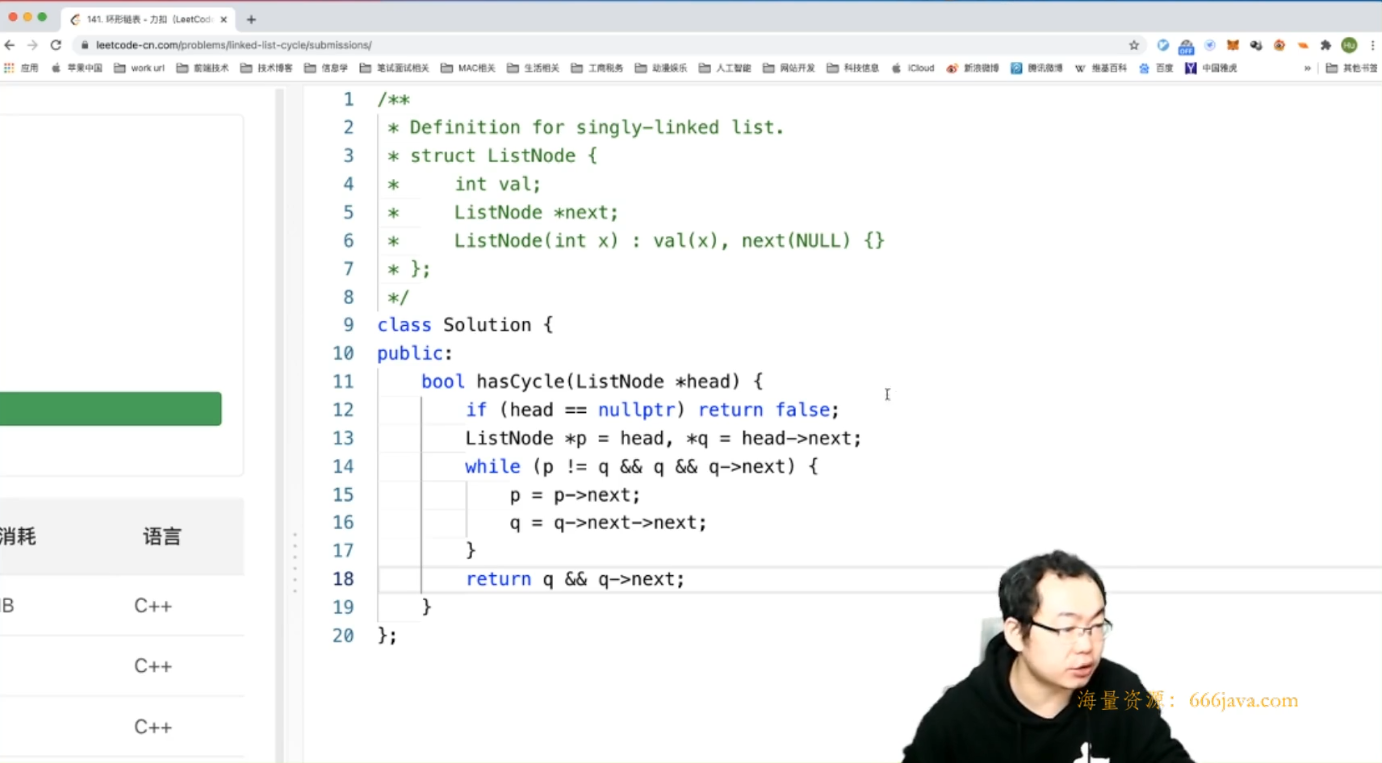 141. 环形链表 - 力扣（LeetCod
leetcode-cn.com/problems/linked-list-cycle/submissions/
应用 苹果中国 work url 前端技术 技术博客 信息学 笔试面试相关 MAC相关 生活相关 工商税务 动漫娱乐 人工智能 网站开发 科技信息 iCloud 新浪微博 腾讯微博 维基百科 百度 中国雅虎 » 其他书签
1 /**
2 * Definition for singly-linked list.
3 * struct ListNode {
4 * int val;
5 * ListNode *next;
6 * ListNode(int x) : val(x), next(NULL) {}
7 * };
8 */
9 class Solution {
10 public:
11 bool hasCycle(ListNode *head) {
12 if (head == nullptr) return false;
13 ListNode *p = head, *q = head->next;
14 while (p != q && q && q->next) {
15 p = p->next;
16 q = q->next->next;
17 }
18 return q && q->next;
19 }
20 };
消耗 语言
IB C++
C++
C++
海量资源：666java.com